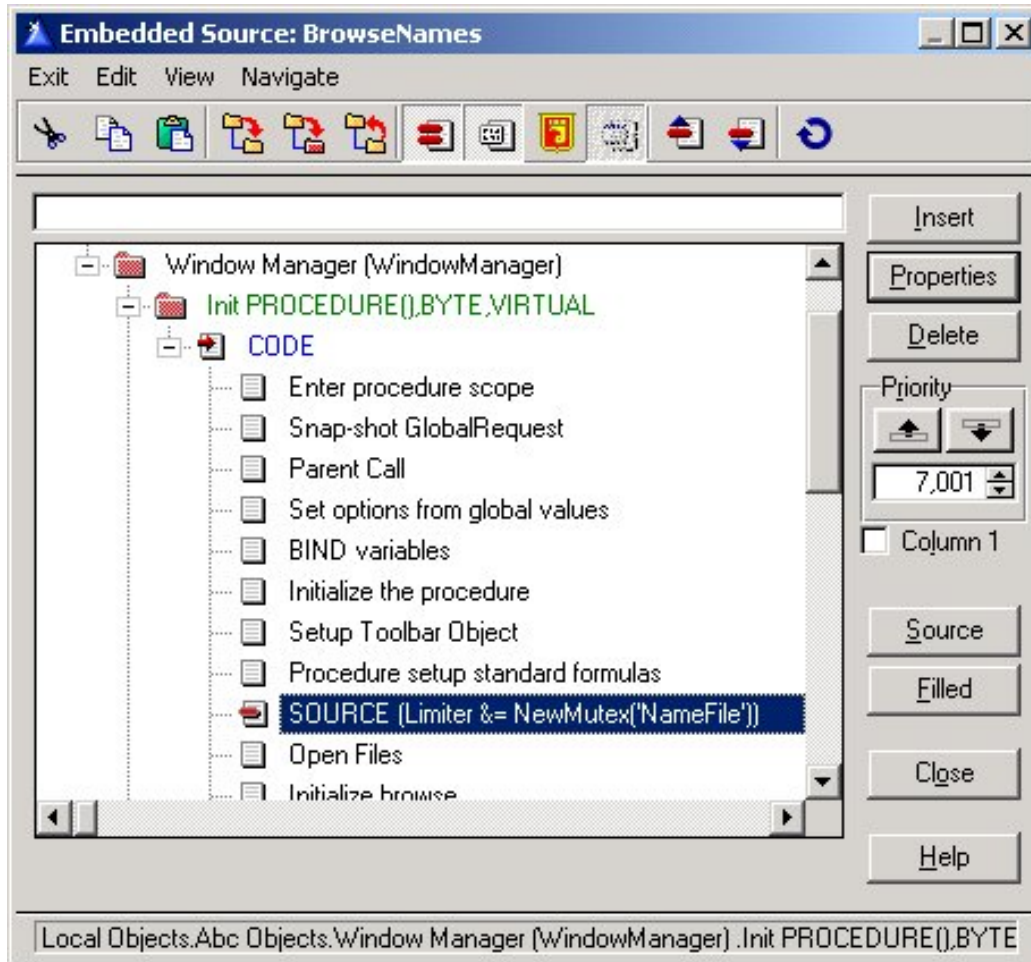 Embedded Source: BrowseNames
Exit Edit View Navigate
Insert
Window Manager (WindowManager)
Properties
Init PROCEDURE(),BYTE,VIRTUAL
Delete
CODE
Enter procedure scope
Priority
Snap-shot GlobalRequest
Parent Call
7,001
Set options from global values
Column 1
BIND variables
Initialize the procedure
Setup Toolbar Object
Source
Procedure setup standard formulas
Filled
SOURCE (Limiter &= NewMutex('NameFile'))
Open Files
Close
Initialize browse
Help
Local Objects.Abc Objects.Window Manager (WindowManager) .Init PROCEDURE(),BYTE